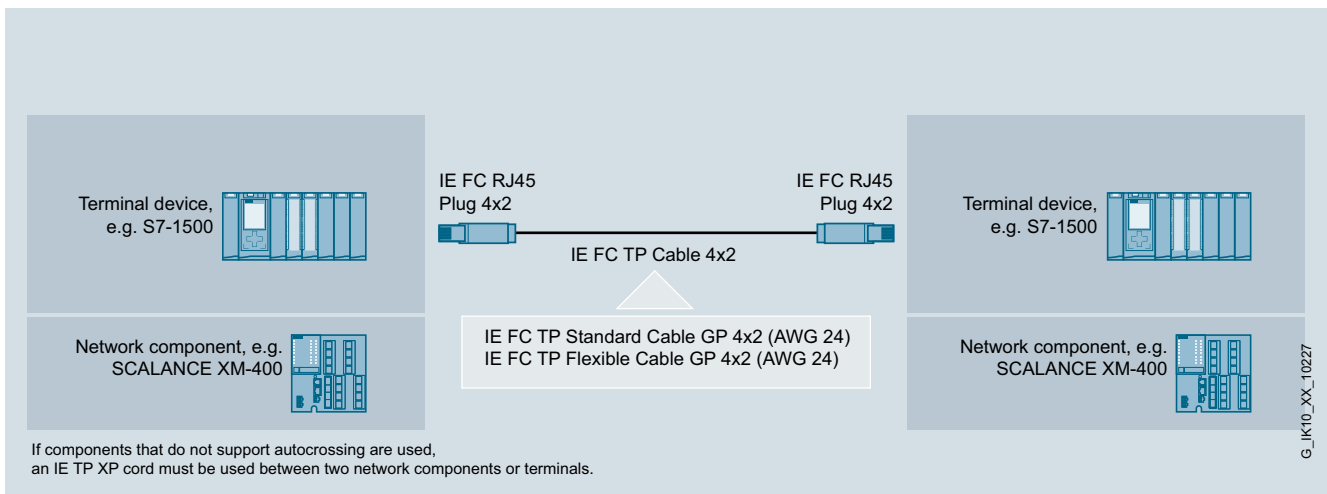 Terminal device,
e.g. S7-1500
Network component, e.g.
SCALANCE XM-400
IE FC RJ45
Plug 4x2
IE FC TP Cable 4x2
IE FC RJ45
Plug 4x2
IE FC TP Standard Cable GP 4x2 (AWG 24)
IE FC TP Flexible Cable GP 4x2 (AWG 24)
Terminal device,
e.g. S7-1500
Network component, e.g.
SCALANCE XM-400
G_IK10_XX_10227
If components that do not support autocrossing are used,
an IE TP XP cord must be used between two network components or terminals.